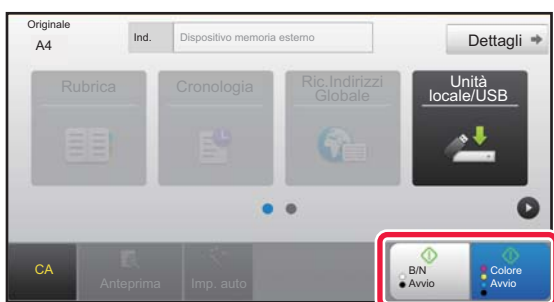 Originale
A4
Ind.
Dispositivo memoria esterno
Dettagli
Rubrica
Cronologia
Ric.Indirizzi
Globale
Unità
locale/USB
CA
Anteprima
Imp. auto
B/N
Avvio
Colore
Avvio